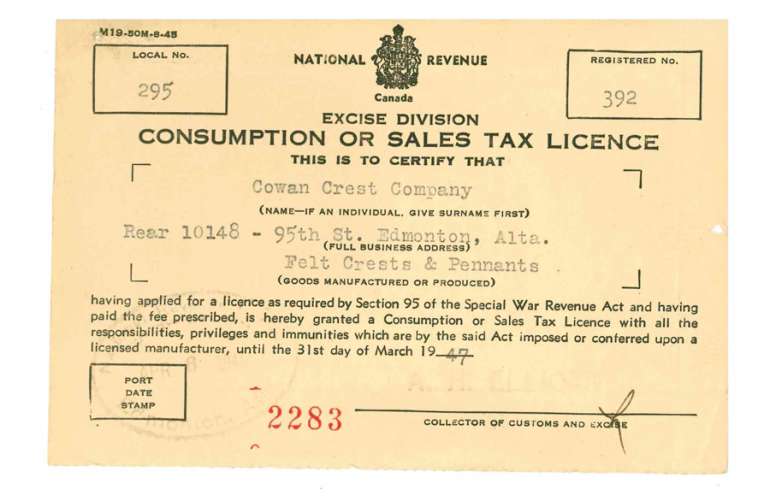 M19-50M-8-45
LOCAL NO.
295
NATIONAL REVENUE
Canada
REGISTERED NO.
392
EXCISE DIVISION
CONSUMPTION OR SALES TAX LICENCE
THIS IS TO CERTIFY THAT
Cowan Crest Company
(NAME—IF AN INDIVIDUAL, GIVE SURNAME FIRST)
Rear 10148 - 95th St. Edmonton, Alta.
(FULL BUSINESS ADDRESS)
Felt Crests & Pennants
(GOODS MANUFACTURED OR PRODUCED)
having applied for a licence as required by Section 95 of the Special War Revenue Act and having
paid the fee prescribed, is hereby granted a Consumption or Sales Tax Licence with all the
responsibilities, privileges and immunities which are by the said Act imposed or conferred upon a
licensed manufacturer, until the 31st day of March 1947.
PORT
DATE
STAMP
2283
COLLECTOR OF CUSTOMS AND EXCISE